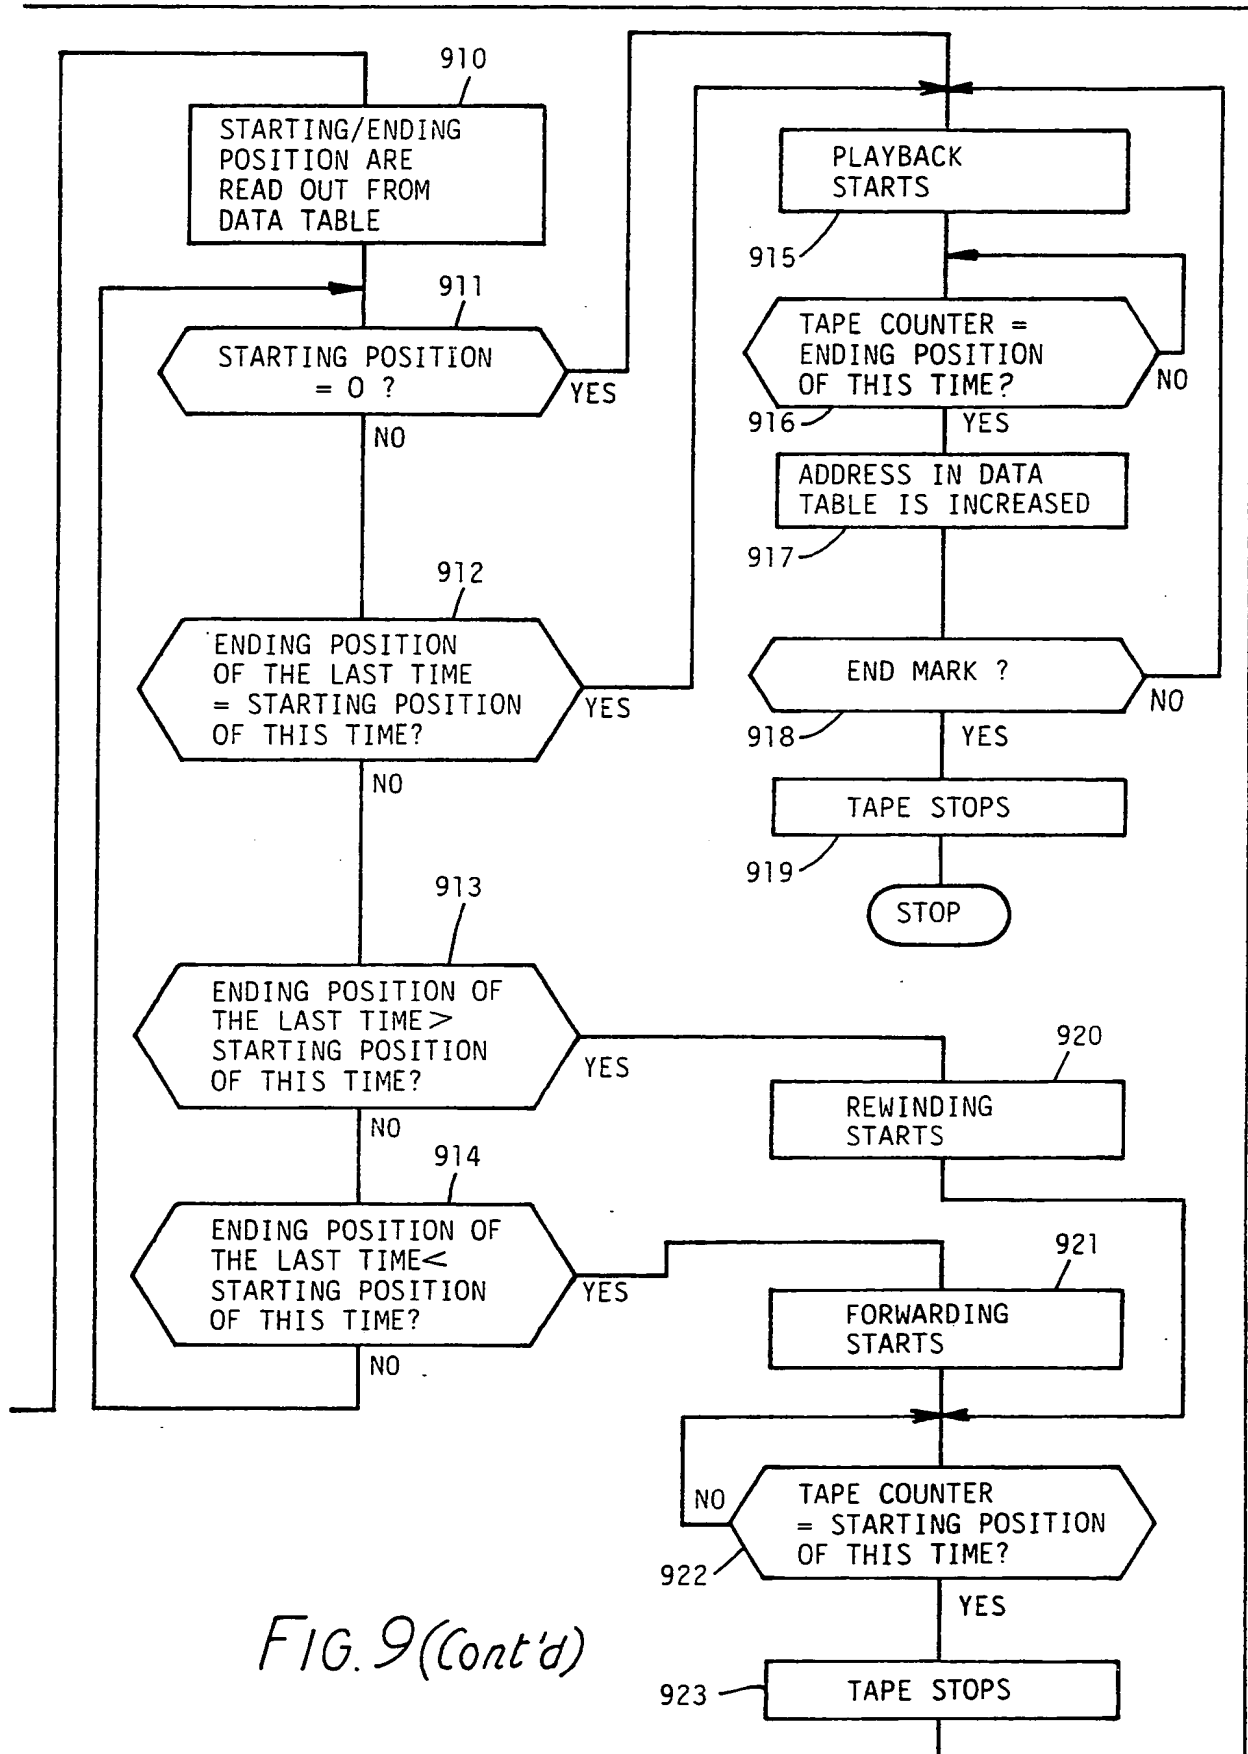 910
STARTING/ENDING
POSITION ARE
READ OUT FROM
DATA TABLE
911
STARTING POSITION
= 0 ?
YES
NO
912
ENDING POSITION
OF THE LAST TIME
= STARTING POSITION
OF THIS TIME?
YES
NO
913
ENDING POSITION OF
THE LAST TIME>
STARTING POSITION
OF THIS TIME?
YES
NO
914
ENDING POSITION OF
THE LAST TIME<
STARTING POSITION
OF THIS TIME?
YES
NO
PLAYBACK
STARTS
915
TAPE COUNTER =
ENDING POSITION
OF THIS TIME?
NO
916
YES
ADDRESS IN DATA
TABLE IS INCREASED
917
END MARK ?
NO
918
YES
TAPE STOPS
919
STOP
920
REWINDING
STARTS
921
FORWARDING
STARTS
NO
TAPE COUNTER
= STARTING POSITION
OF THIS TIME?
922
YES
923
TAPE STOPS
FIG. 9 (Cont'd)